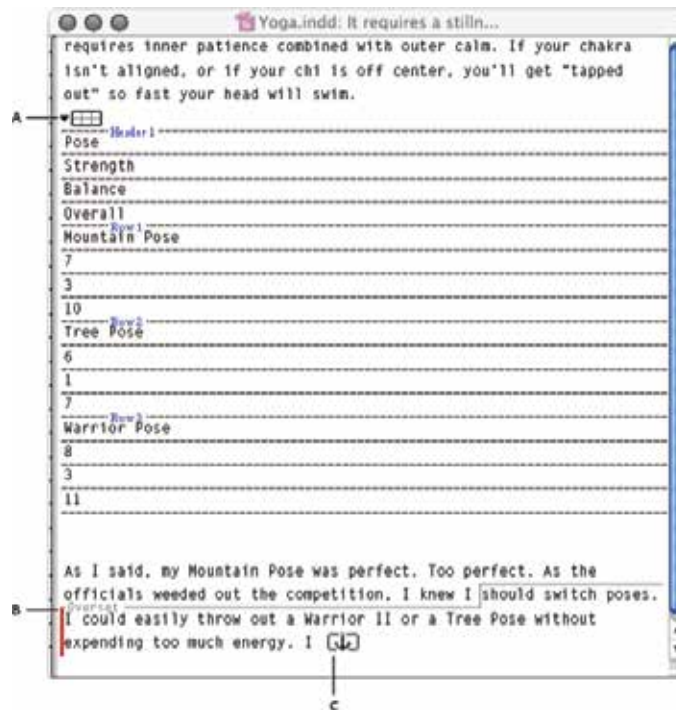 Yoga.indd: It requires a stilln...
requires inner patience combined with outer calm. If your chakra
isn't aligned, or if your chi is off center, you'll get "tapped
out" so fast your head will swim.
A
Header1
Pose
Strength
Balance
Overall
Row1
Mountain Pose
7
3
10
Row2
Tree Pose
6
1
7
Row3
Warrior Pose
8
3
11
As I said, my Mountain Pose was perfect. Too perfect. As the
officials weeded out the competition, I knew I should switch poses.
B
Overset
I could easily throw out a Warrior II or a Tree Pose without
expending too much energy. I
C